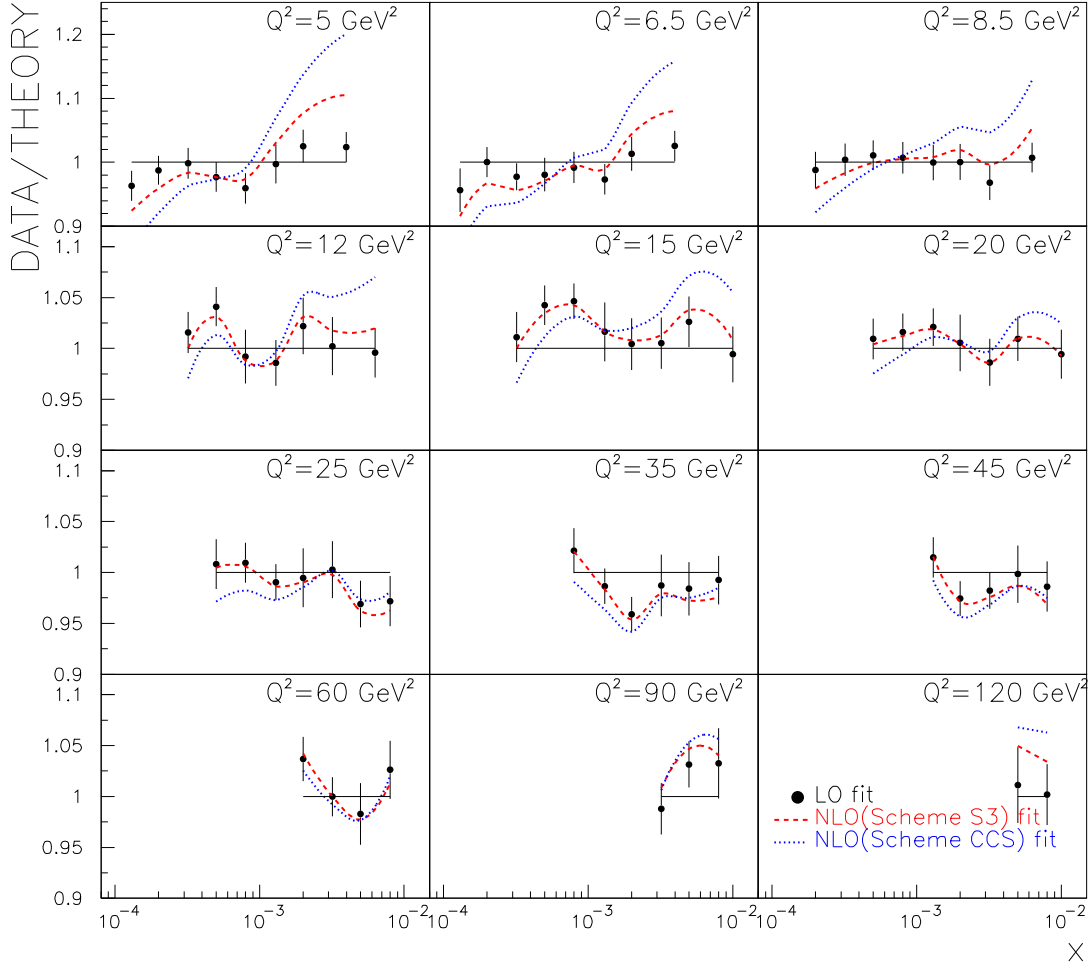 DATA/THEORY
Q²=5 GeV²
Q²=6.5 GeV²
Q²=8.5 GeV²
1.2
1.1
1
0.9
Q²=12 GeV²
Q²=15 GeV²
Q²=20 GeV²
1.1
1.05
1
0.95
0.9
Q²=25 GeV²
Q²=35 GeV²
Q²=45 GeV²
1.1
1.05
1
0.95
0.9
Q²=60 GeV²
Q²=90 GeV²
Q²=120 GeV²
1.1
1.05
1
0.95
0.9
LO fit
NLO(Scheme S3) fit
NLO(Scheme CCS) fit
10⁻⁴ 10⁻³ 10⁻² 10⁻⁴ 10⁻³ 10⁻² 10⁻⁴ 10⁻³ 10⁻²
X